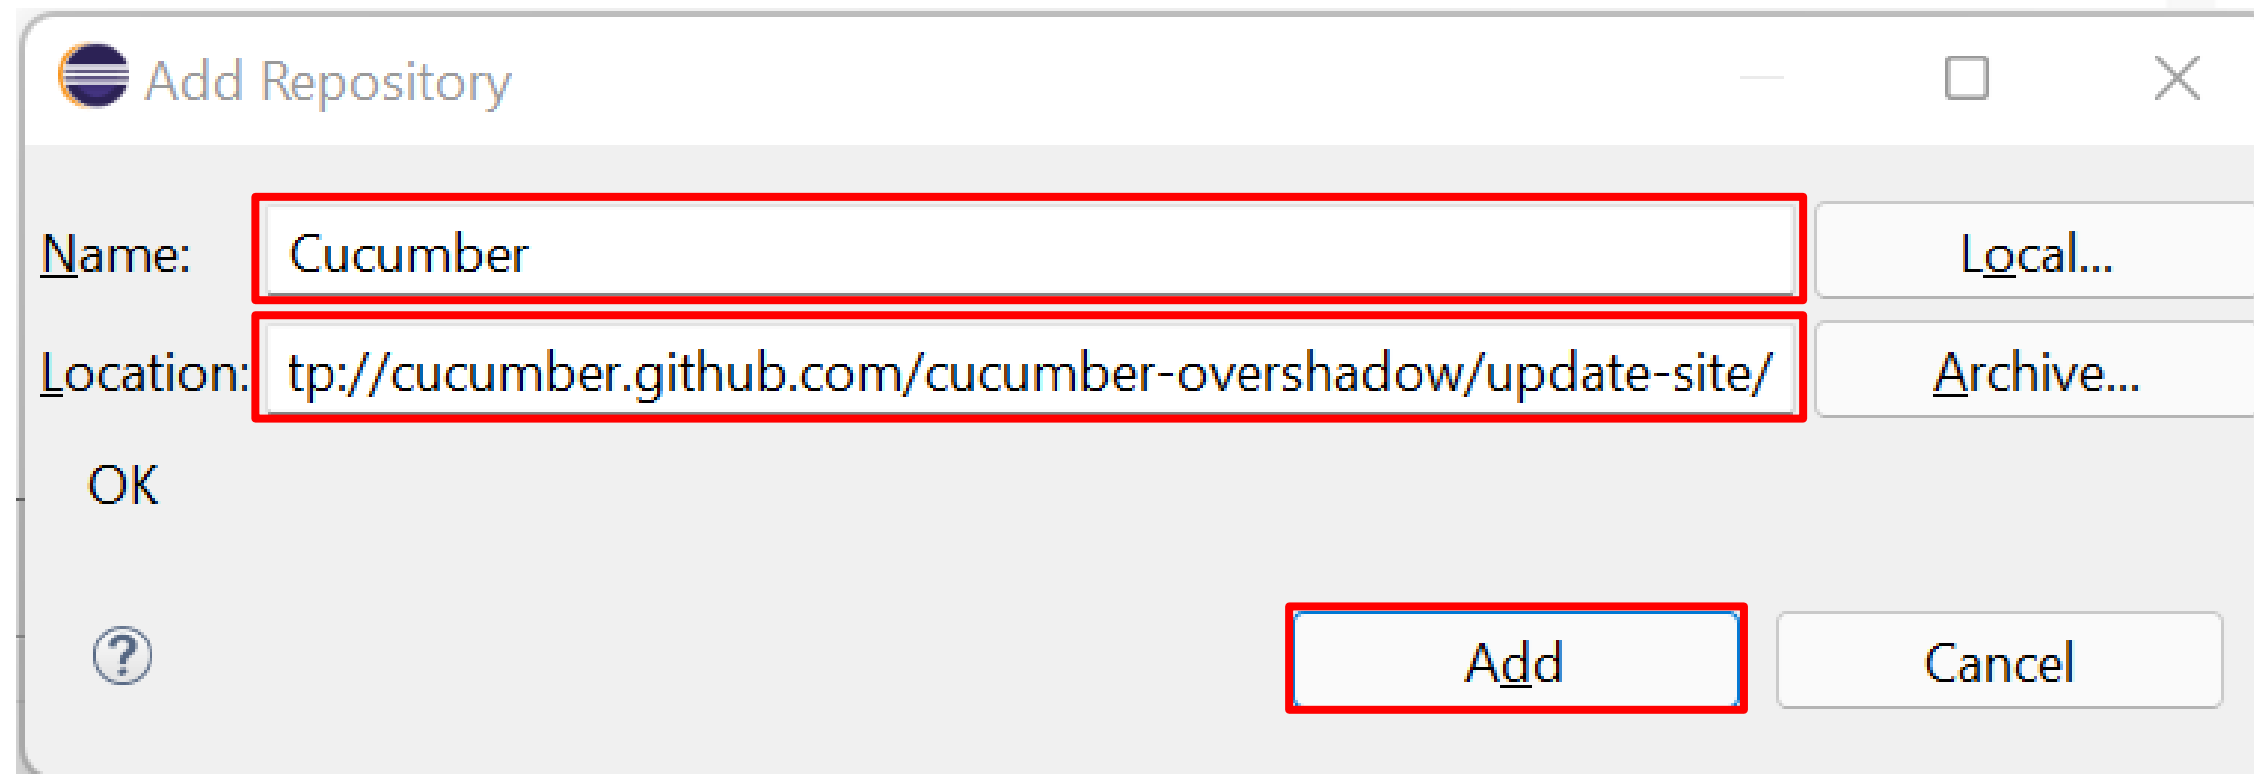 Add Repository
Name: Cucumber Local...
Location: tp://cucumber.github.com/cucumber-overshadow/update-site/ Archive...
OK
?
Add Cancel